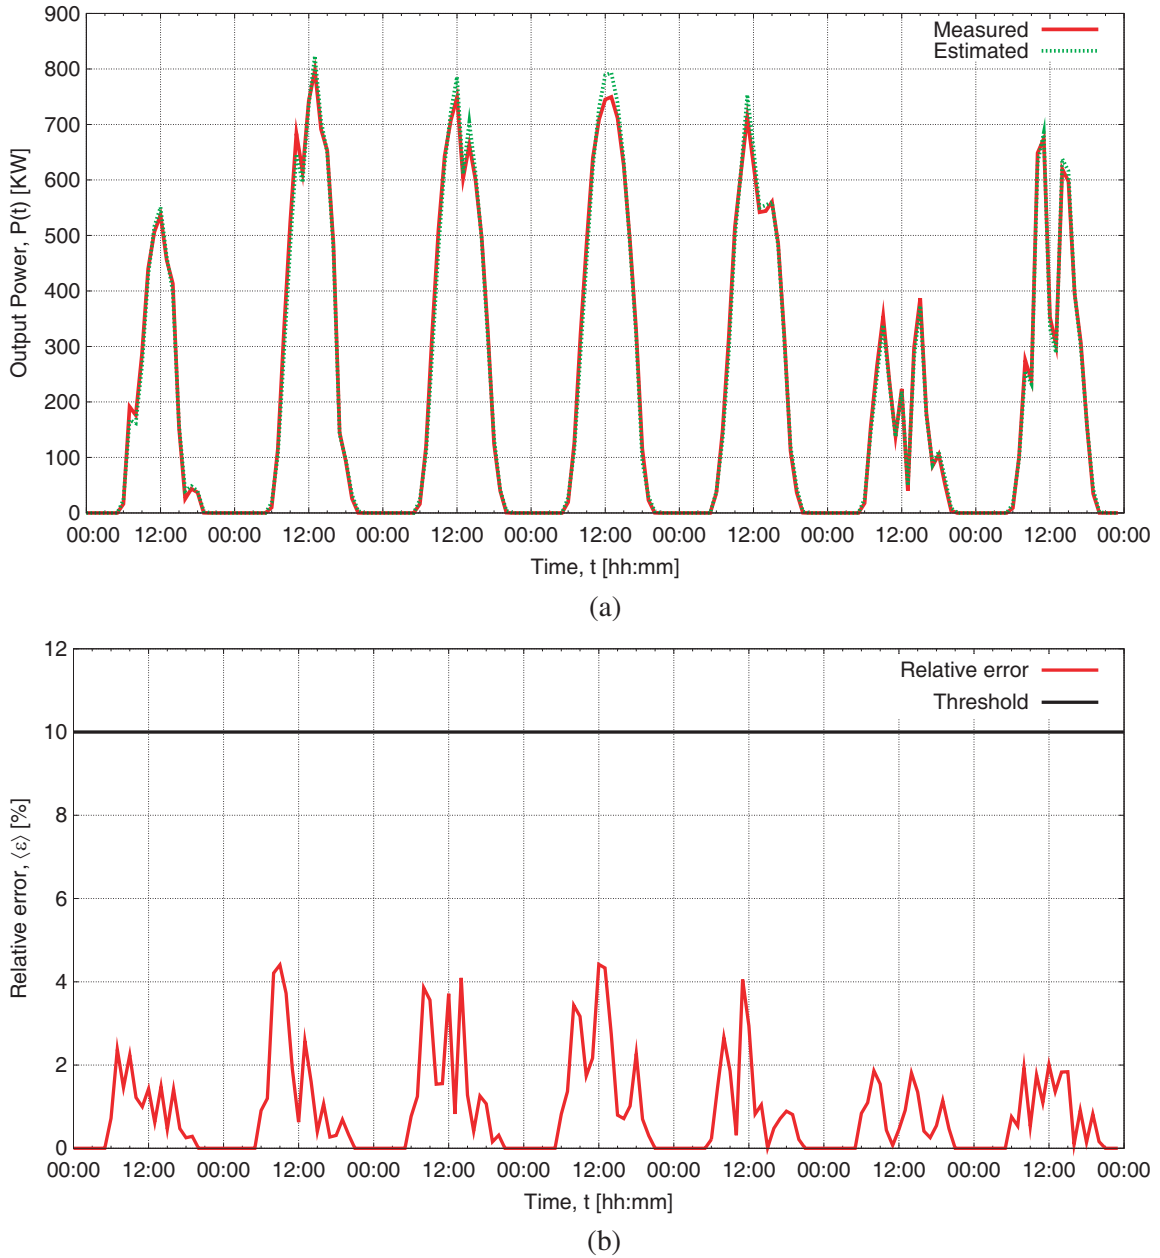 900
800
700
600
500
400
300
200
100
0
Output Power, P(t) [KW]
Measured
Estimated
00:00 12:00 00:00 12:00 00:00 12:00 00:00 12:00 00:00 12:00 00:00 12:00 00:00 12:00 00:00
Time, t [hh:mm]
(a)
12
10
8
6
4
2
0
Relative error, ⟨ε⟩ [%]
Relative error
Threshold
00:00 12:00 00:00 12:00 00:00 12:00 00:00 12:00 00:00 12:00 00:00 12:00 00:00 12:00 00:00
Time, t [hh:mm]
(b)